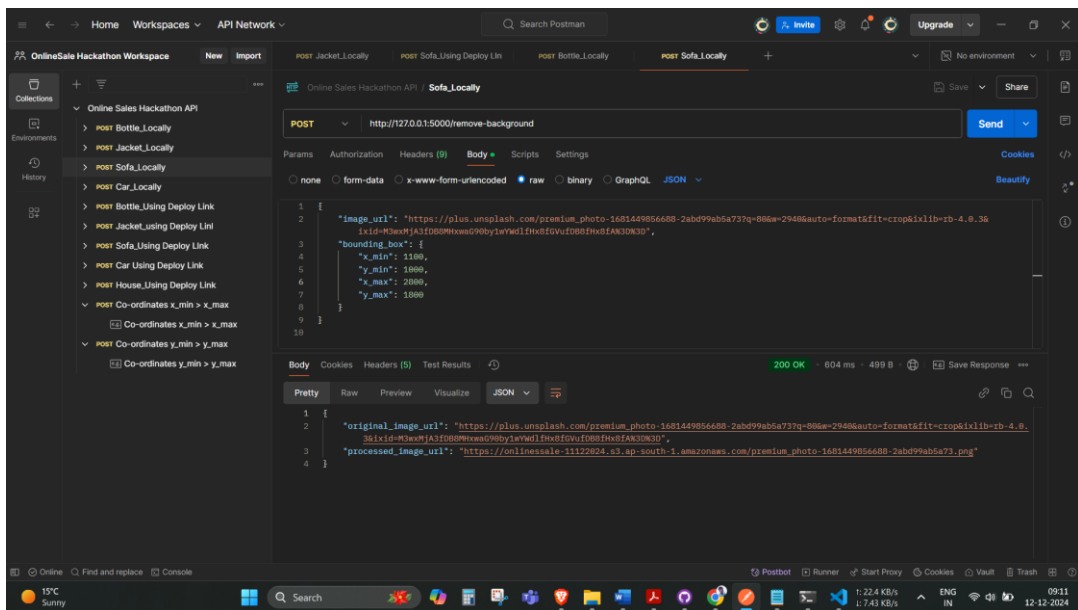 Home Workspaces API Network Search Postman Invite Upgrade
OnlineSale Hackathon Workspace New Import
POST Jacket_Locally POST Sofa_Using Deploy Lin POST Bottle_Locally POST Sofa_Locally No environment
Collections
Environments
History
Online Sales Hackathon API
POST Bottle_Locally
POST Jacket_Locally
POST Sofa_Locally
POST Car_Locally
POST Bottle_Using Deploy Link
POST Jacket_using Deploy Linl
POST Sofa_Using Deploy LInk
POST Car Using Deploy Link
POST House_Using Deploy Link
POST Co-ordinates x_min > x_max
Co-ordinates x_min > x_max
POST Co-ordinates y_min > y_max
Co-ordinates y_min > y_max
Online Sales Hackathon API / Sofa_Locally Save Share
POST http://127.0.0.1:5000/remove-background Send
Params Authorization Headers (9) Body Scripts Settings Cookies
none form-data x-www-form-urlencoded raw binary GraphQL JSON Beautify
1 {
2 "image_url": "https://plus.unsplash.com/premium_photo-1681449856688-2abd99ab5a73?q=80&w=2940&auto=format&fit=crop&ixlib=rb-4.0.3&
ixid=M3wxMjA3fDB8MHxwaG90by1wYWdlfHx8fGVufDB8fHx8fA%3D%3D",
3 "bounding_box": {
4 "x_min": 1100,
5 "y_min": 1000,
6 "x_max": 2800,
7 "y_max": 1800
8 }
9 }
10
Body Cookies Headers (5) Test Results 200 OK 604 ms 499 B Save Response
Pretty Raw Preview Visualize JSON
1 {
2 "original_image_url": "https://plus.unsplash.com/premium_photo-1681449856688-2abd99ab5a73?q=80&w=2940&auto=format&fit=crop&ixlib=rb-4.0.
3&ixid=M3wxMjA3fDB8MHxwaG90by1wYWdlfHx8fGVufDB8fHx8fA%3D%3D",
3 "processed_image_url": "https://onlinessale-11122024.s3.ap-south-1.amazonaws.com/premium_photo-1681449856688-2abd99ab5a73.png"
4 }
Online Find and replace Console Postbot Runner Start Proxy Cookies Vault Trash
15°C
Sunny
Search
↑: 22.4 KB/s
↓: 7.43 KB/s
ENG
IN
09:11
12-12-2024